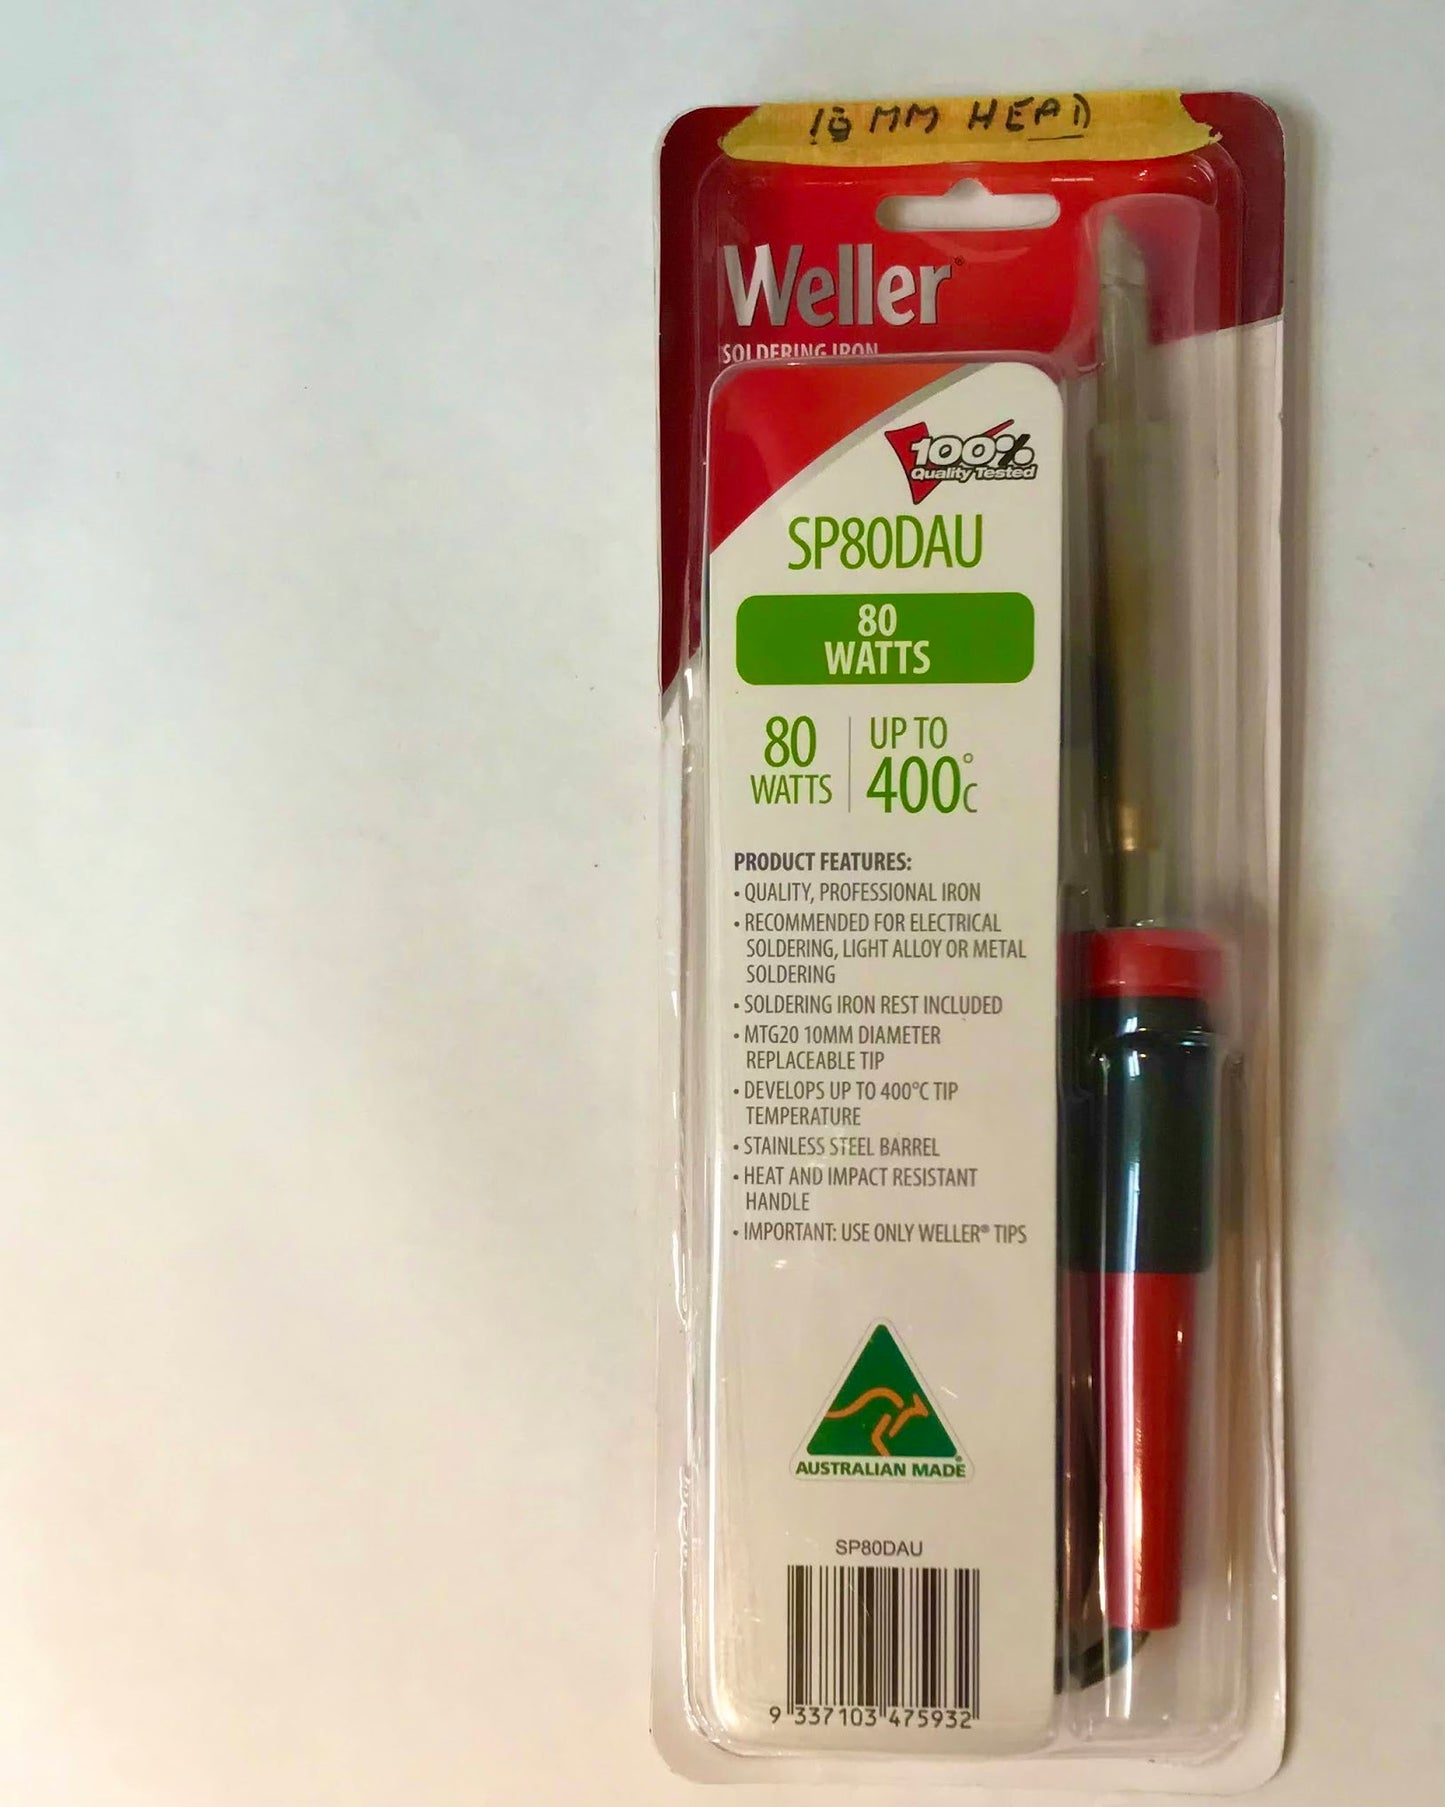 MM HEAD
Weller®
SOLDERING IRON
100%
Quality Tested
SP80DAU
80
WATTS
80
WATTS
UP TO
400°C
PRODUCT FEATURES:
• QUALITY, PROFESSIONAL IRON
• RECOMMENDED FOR ELECTRICAL
SOLDERING, LIGHT ALLOY OR METAL
SOLDERING
• SOLDERING IRON REST INCLUDED
• MTG20 10MM DIAMETER
REPLACEABLE TIP
• DEVELOPS UP TO 400°C TIP
TEMPERATURE
• STAINLESS STEEL BARREL
• HEAT AND IMPACT RESISTANT
HANDLE
• IMPORTANT: USE ONLY WELLER® TIPS
AUSTRALIAN MADE
SP80DAU
9 337103 475932